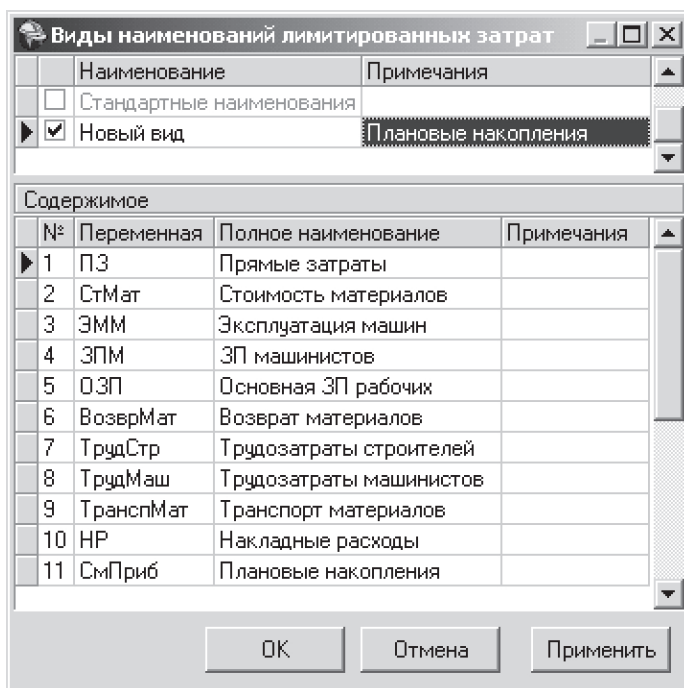 Виды наименований лимитированных затрат
Наименование Примечания
Стандартные наименования
Новый вид Плановые накопления
Содержимое
№ Переменная Полное наименование Примечания
1 ПЗ Прямые затраты
2 СтМат Стоимость материалов
3 ЭММ Эксплуатация машин
4 ЗПМ ЗП машинистов
5 ОЗП Основная ЗП рабочих
6 ВозврМат Возврат материалов
7 ТрудСтр Трудозатраты строителей
8 ТрудМаш Трудозатраты машинистов
9 ТранспМат Транспорт материалов
10 НР Накладные расходы
11 СмПриб Плановые накопления
OK Отмена Применить